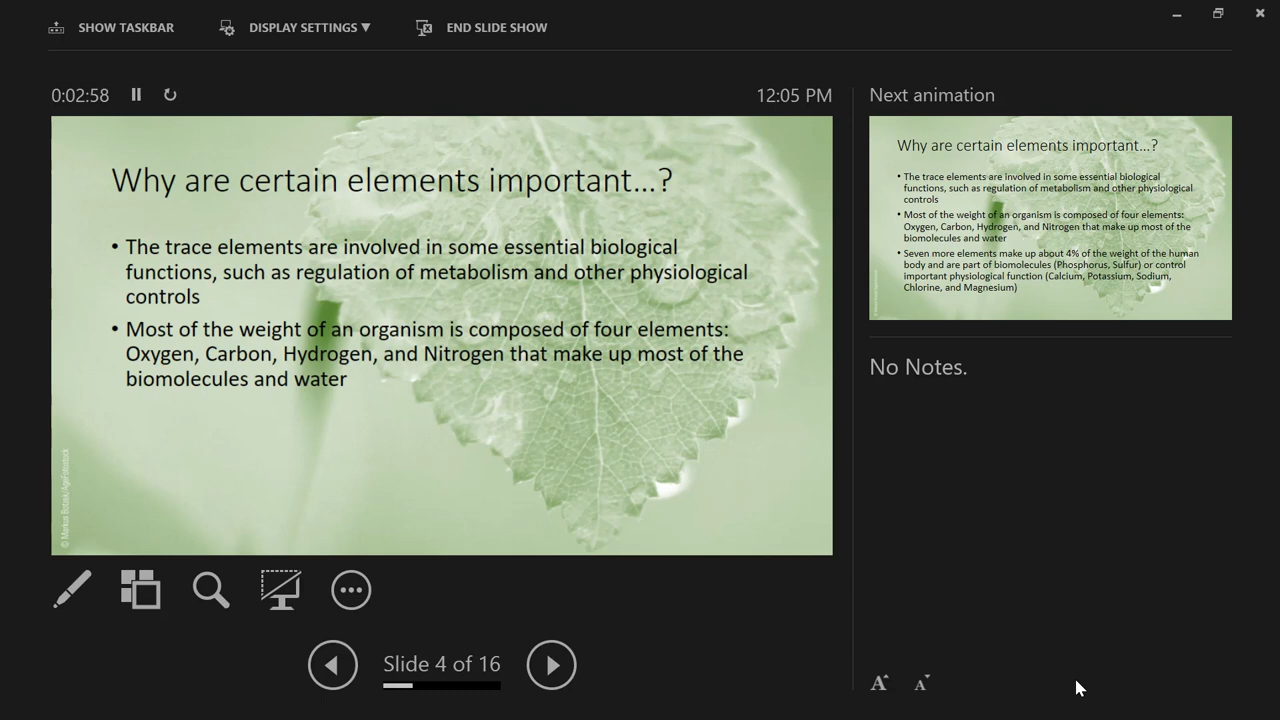 SHOW TASKBAR
DISPLAY SETTINGS ▼
END SLIDE SHOW
0:02:58
12:05 PM
Why are certain elements important...?
• The trace elements are involved in some essential biological
functions, such as regulation of metabolism and other physiological
controls
• Most of the weight of an organism is composed of four elements:
Oxygen, Carbon, Hydrogen, and Nitrogen that make up most of the
biomolecules and water
Slide 4 of 16
Next animation
Why are certain elements important...?
• The trace elements are involved in some essential biological
functions, such as regulation of metabolism and other physiological
controls
• Most of the weight of an organism is composed of four elements:
Oxygen, Carbon, Hydrogen, and Nitrogen that make up most of the
biomolecules and water
• Seven more elements make up about 4% of the weight of the human
body and are part of biomolecules (Phosphorus, Sulfur) or control
important physiological function (Calcium, Potassium, Sodium,
Chlorine, and Magnesium)
No Notes.
A A